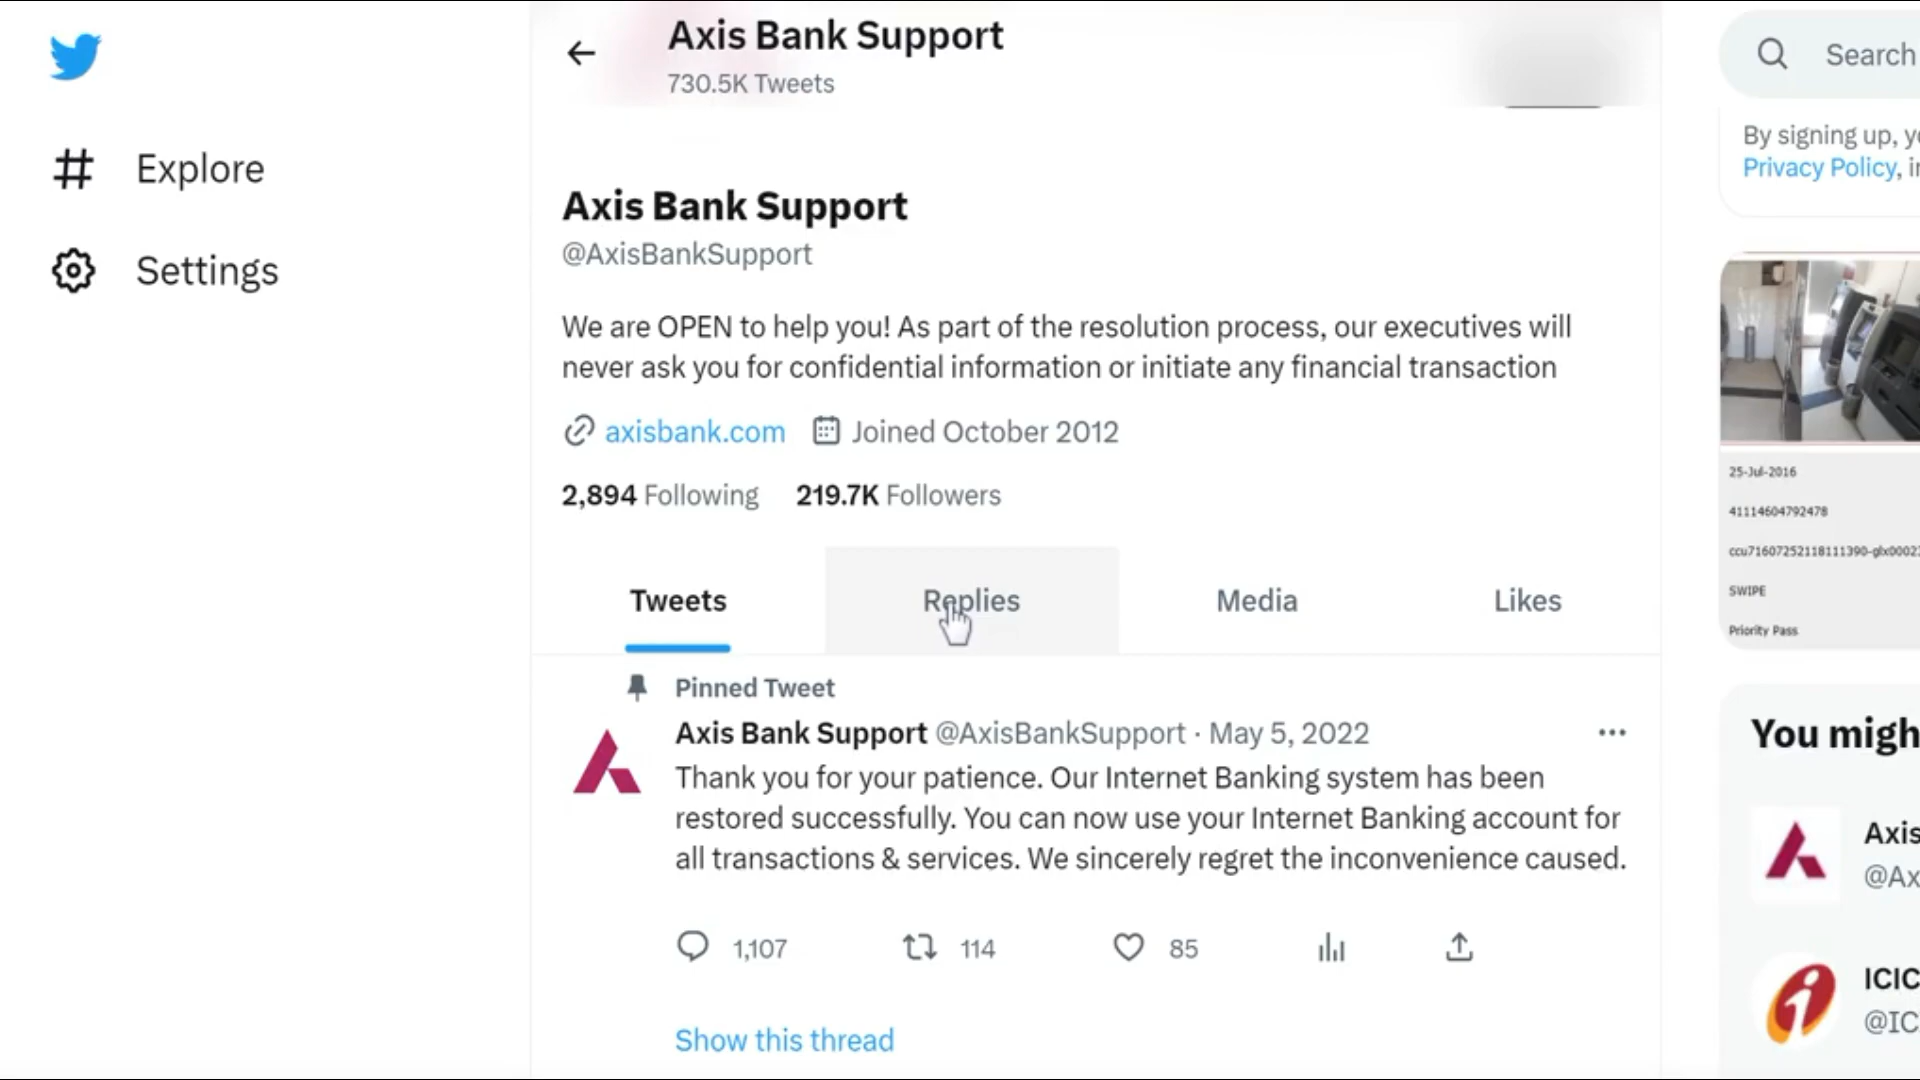 Axis Bank Support
730.5K Tweets
Search
Explore
Settings
By signing up,
Privacy Policy,
Axis Bank Support
@AxisBankSupport
We are OPEN to help you! As part of the resolution process, our executives will
never ask you for confidential information or initiate any financial transaction
axisbank.com Joined October 2012
2,894 Following 219.7K Followers
Tweets Replies Media Likes
25-Jul-2016
41114604792478
SWIPE
Priority Pass
Pinned Tweet
Axis Bank Support @AxisBankSupport · May 5, 2022
Thank you for your patience. Our Internet Banking system has been
restored successfully. You can now use your Internet Banking account for
all transactions & services. We sincerely regret the inconvenience caused.
1,107 114 85
Show this thread
You migh
Axis
@Ax
ICIC
@IC